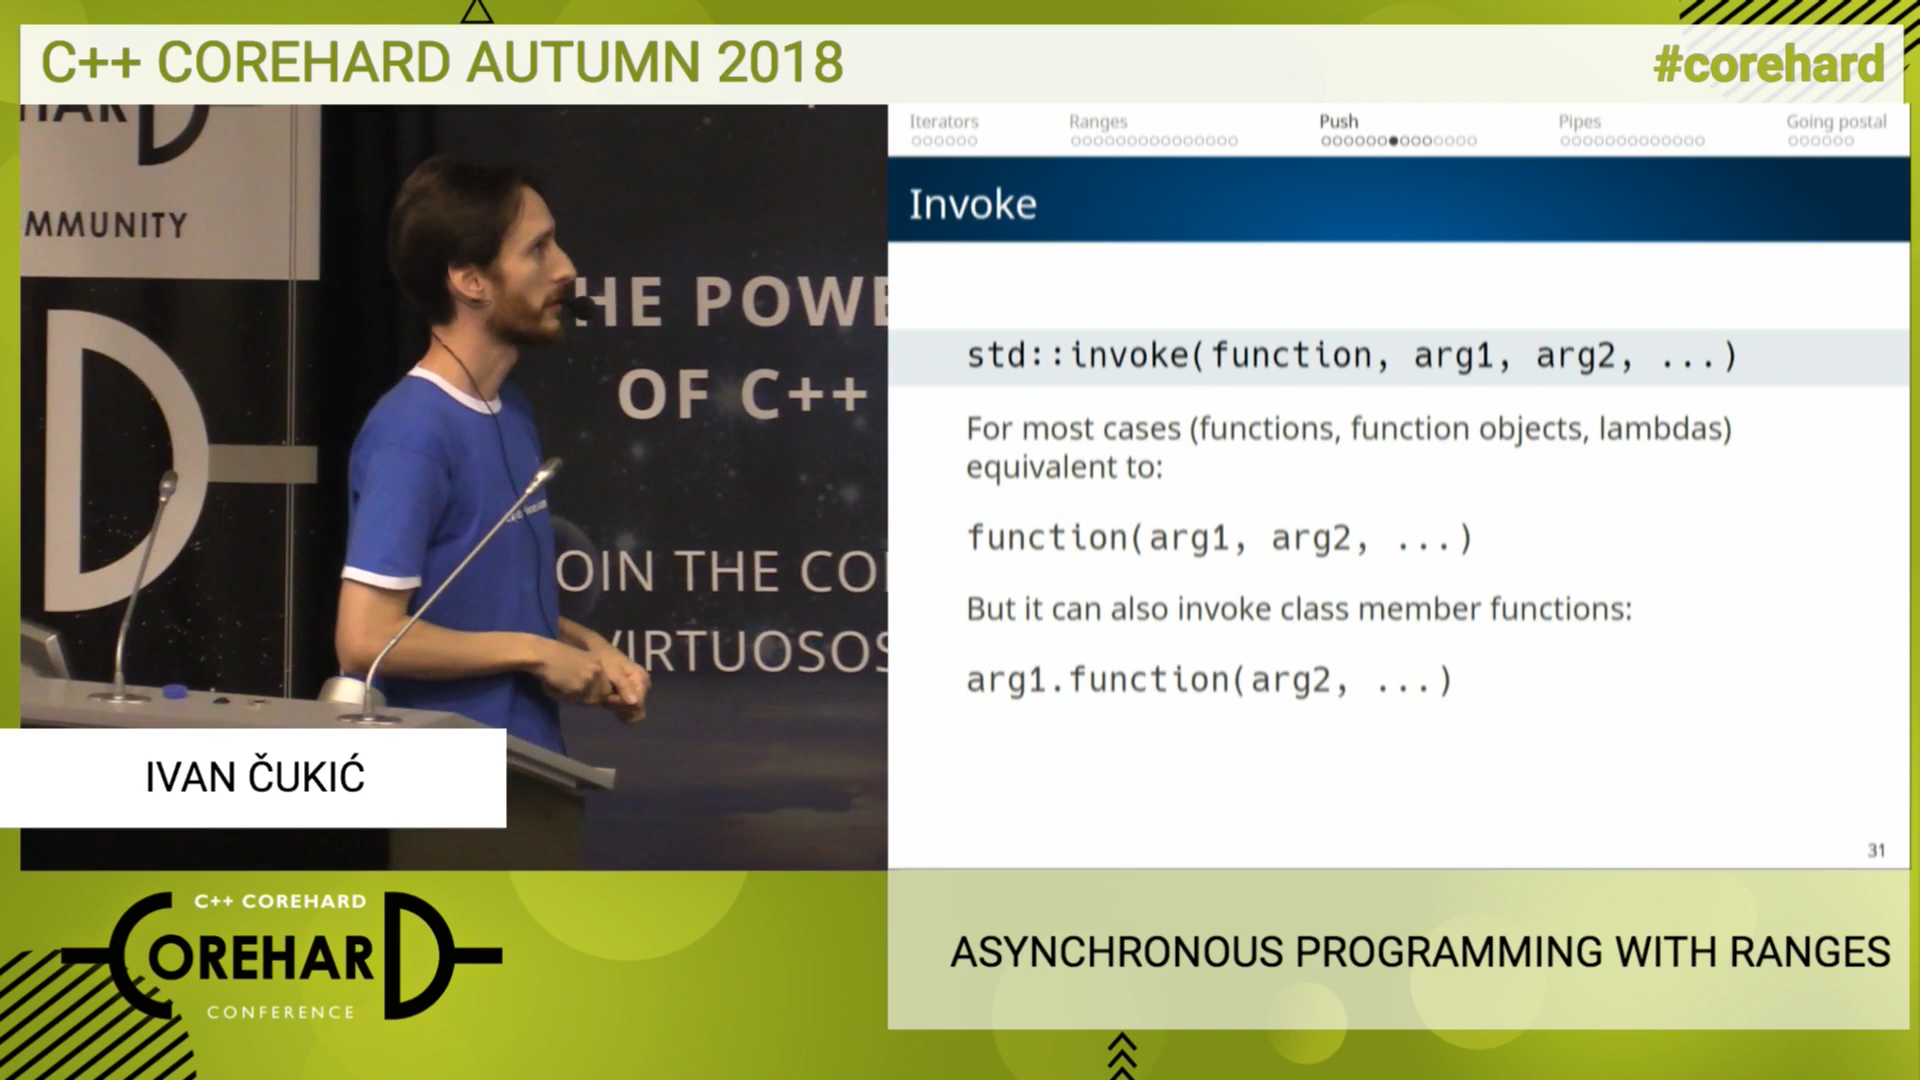 C++ COREHARD AUTUMN 2018
#corehard
MMUNITY
HE POWE
OF C++
OIN THE CO
VIRTUOSOS
Iterators
Ranges
Push
Pipes
Going postal
Invoke
std::invoke(function, arg1, arg2, ...)
For most cases (functions, function objects, lambdas)
equivalent to:
function(arg1, arg2, ...)
But it can also invoke class member functions:
arg1.function(arg2, ...)
31
IVAN ČUKIĆ
C++ COREHARD
COREHARD
CONFERENCE
ASYNCHRONOUS PROGRAMMING WITH RANGES